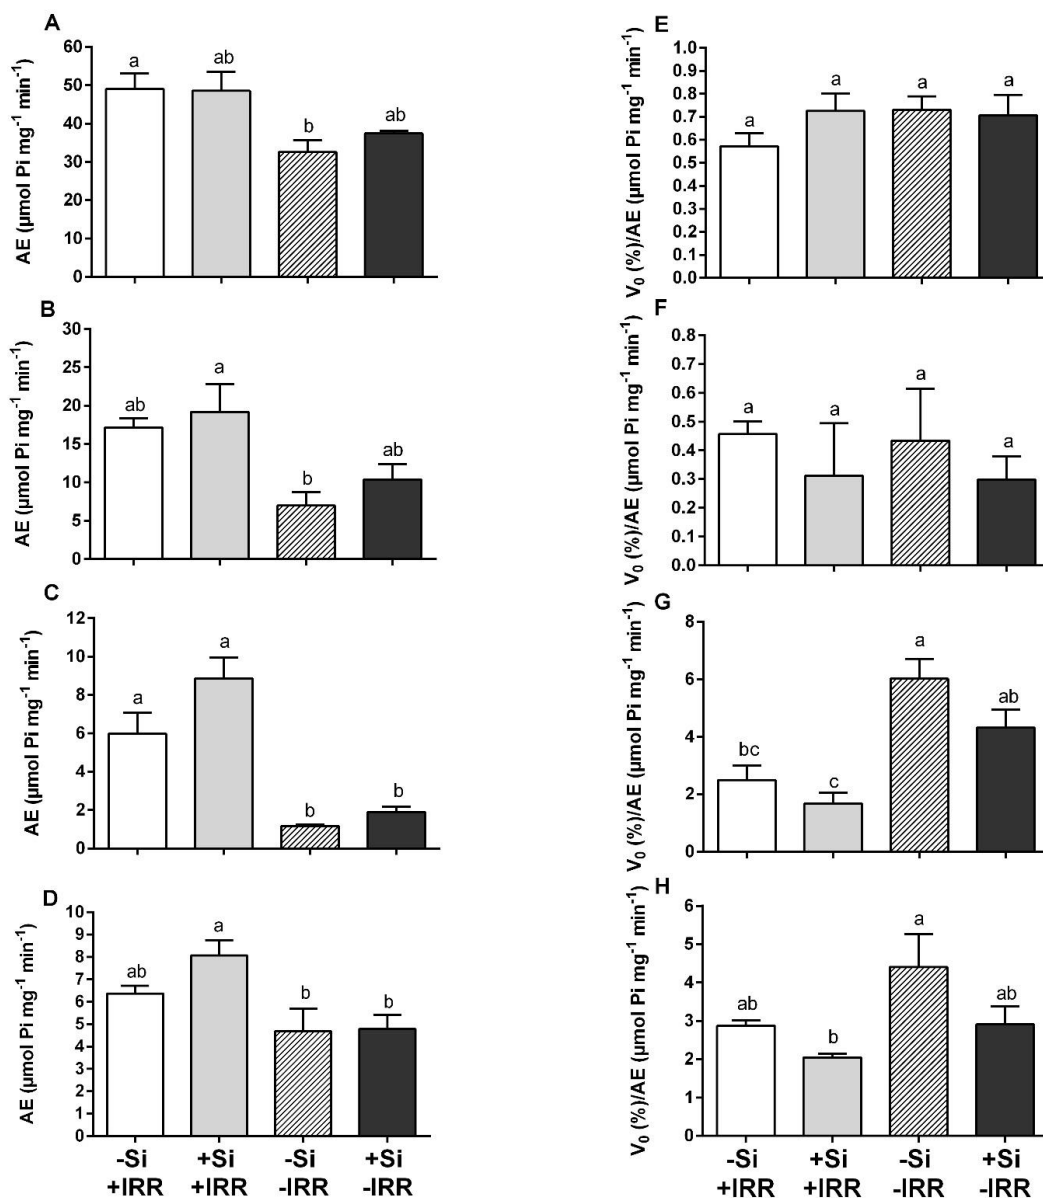 A
AE (µmol Pi mg⁻¹ min⁻¹)
60
50
40
30
20
10
0
a
ab
b
ab
E
V₀ (%)/AE (µmol Pi mg⁻¹ min⁻¹)
1.0
0.9
0.8
0.7
0.6
0.5
0.4
0.3
0.2
0.1
0.0
a
a
a
a
B
AE (µmol Pi mg⁻¹ min⁻¹)
30
25
20
15
10
5
0
ab
a
b
ab
F
V₀ (%)/AE (µmol Pi mg⁻¹ min⁻¹)
0.8
0.7
0.6
0.5
0.4
0.3
0.2
0.1
0.0
a
a
a
a
C
AE (µmol Pi mg⁻¹ min⁻¹)
12
10
8
6
4
2
0
a
a
b
b
G
V₀ (%)/AE (µmol Pi mg⁻¹ min⁻¹)
8
6
4
2
0
bc
c
a
ab
D
AE (µmol Pi mg⁻¹ min⁻¹)
10
9
8
7
6
5
4
3
2
1
0
ab
a
b
b
H
V₀ (%)/AE (µmol Pi mg⁻¹ min⁻¹)
6
5
4
3
2
1
0
ab
b
a
ab
-Si +Si -Si +Si
+IRR +IRR -IRR -IRR
-Si +Si -Si +Si
+IRR +IRR -IRR -IRR